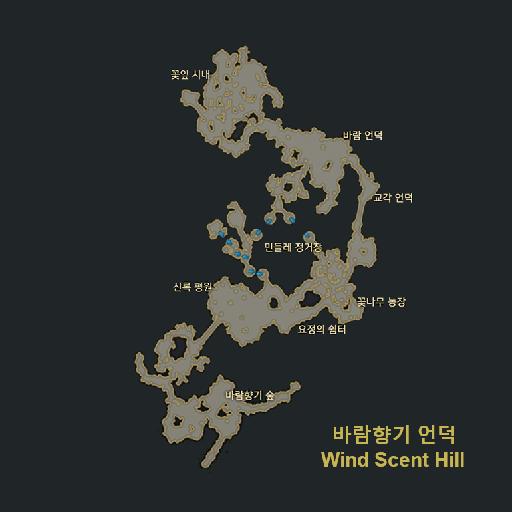 꽃잎 시내
바람 언덕
교각 언덕
민들레 정거장
신록 평원
꽃나무 농장
요정의 쉼터
바람향기 숲
바람향기 언덕
Wind Scent Hill